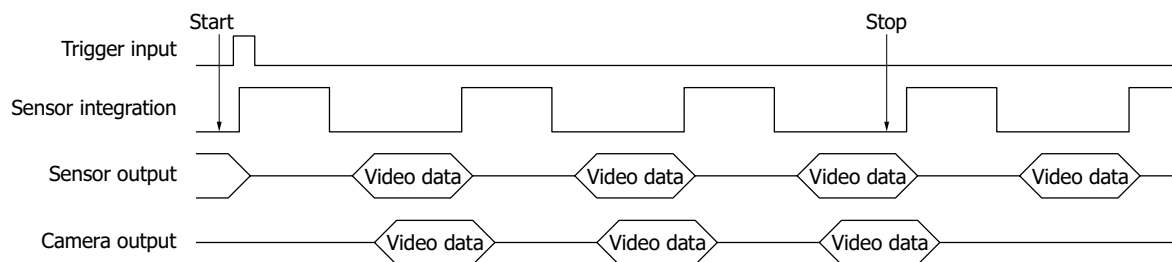 Start
Stop
Trigger input
Sensor integration
Sensor output
Video data
Video data
Video data
Video data
Camera output
Video data
Video data
Video data